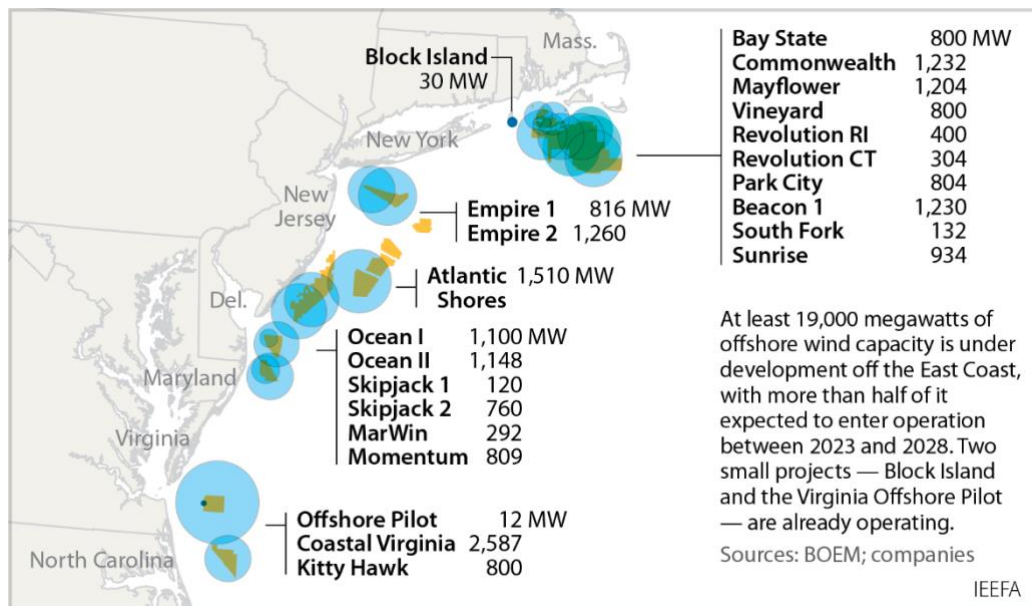 Mass.
Block Island
30 MW
New York
New
Jersey
Del.
Maryland
Virginia
North Carolina
Bay State 800 MW
Commonwealth 1,232
Mayflower 1,204
Vineyard 800
Revolution RI 400
Revolution CT 304
Park City 804
Beacon 1 1,230
South Fork 132
Sunrise 934
Empire 1 816 MW
Empire 2 1,260
Atlantic 1,510 MW
Shores
Ocean I 1,100 MW
Ocean II 1,148
Skipjack 1 120
Skipjack 2 760
MarWin 292
Momentum 809
Offshore Pilot 12 MW
Coastal Virginia 2,587
Kitty Hawk 800
At least 19,000 megawatts of
offshore wind capacity is under
development off the East Coast,
with more than half of it
expected to enter operation
between 2023 and 2028. Two
small projects — Block Island
and the Virginia Offshore Pilot
— are already operating.
Sources: BOEM; companies
IEEFA